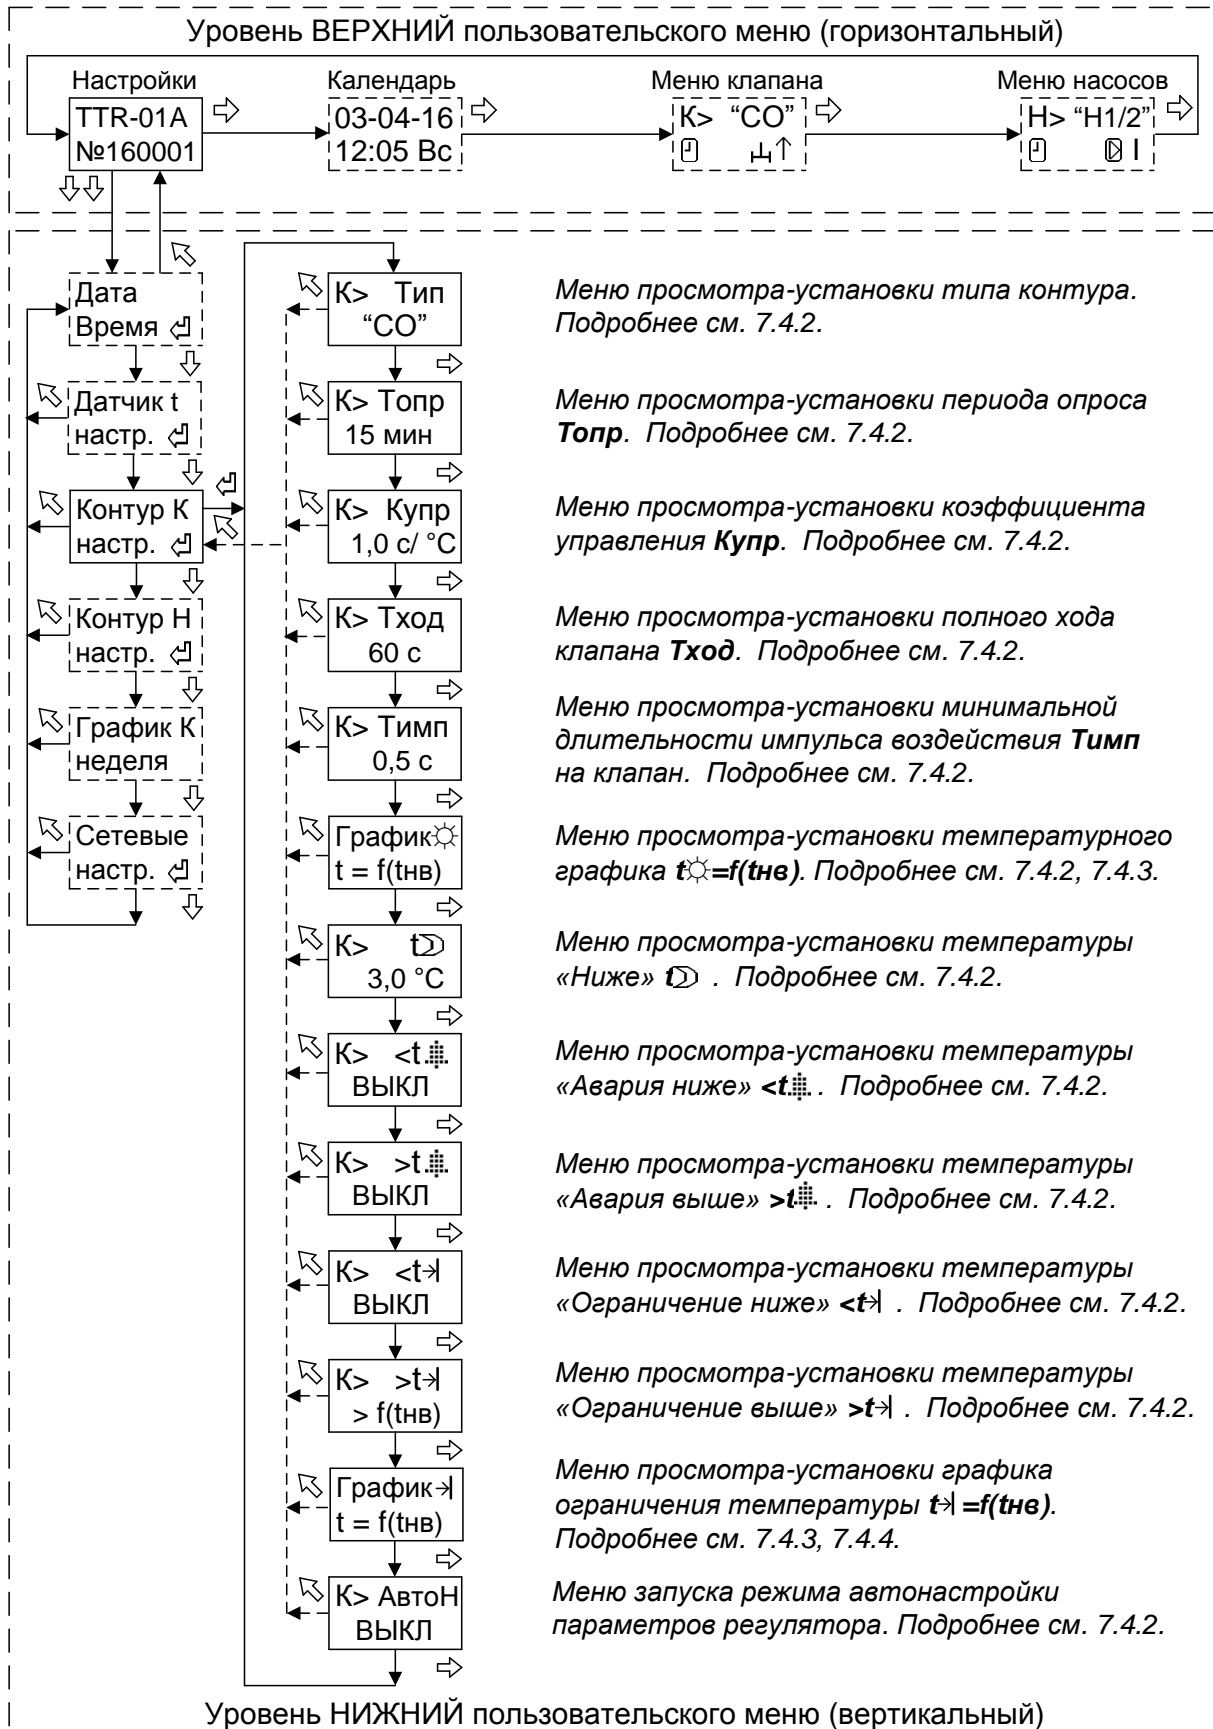 Уровень ВЕРХНИЙ пользовательского меню (горизонтальный)
Настройки
Календарь
Меню клапана
Меню насосов
TTR-01A
№160001
03-04-16
12:05 Вс
К> “СО”
Н> “Н1/2”
Дата
Время
Датчик t
настр.
Контур К
настр.
Контур Н
настр.
График К
неделя
Сетевые
настр.
К> Тип
“СО”
Меню просмотра-установки типа контура.
Подробнее см. 7.4.2.
К> Топр
15 мин
Меню просмотра-установки периода опроса
Топр. Подробнее см. 7.4.2.
К> Купр
1,0 с/ °С
Меню просмотра-установки коэффициента
управления Купр. Подробнее см. 7.4.2.
К> Тход
60 с
Меню просмотра-установки полного хода
клапана Тход. Подробнее см. 7.4.2.
К> Тимп
0,5 с
Меню просмотра-установки минимальной
длительности импульса воздействия Тимп
на клапан. Подробнее см. 7.4.2.
График☼
t = f(tнв)
Меню просмотра-установки температурного
графика t☼=f(tнв). Подробнее см. 7.4.2, 7.4.3.
К> t
3,0 °С
Меню просмотра-установки температуры
«Ниже» t . Подробнее см. 7.4.2.
К> <t
ВЫКЛ
Меню просмотра-установки температуры
«Авария ниже» <t . Подробнее см. 7.4.2.
К> >t
ВЫКЛ
Меню просмотра-установки температуры
«Авария выше» >t . Подробнее см. 7.4.2.
К> <t→|
ВЫКЛ
Меню просмотра-установки температуры
«Ограничение ниже» <t→| . Подробнее см. 7.4.2.
К> >t→|
> f(tнв)
Меню просмотра-установки температуры
«Ограничение выше» >t→| . Подробнее см. 7.4.2.
График→|
t = f(tнв)
Меню просмотра-установки графика
ограничения температуры t→|=f(tнв).
Подробнее см. 7.4.3, 7.4.4.
К> АвтоН
ВЫКЛ
Меню запуска режима автонастройки
параметров регулятора. Подробнее см. 7.4.2.
Уровень НИЖНИЙ пользовательского меню (вертикальный)